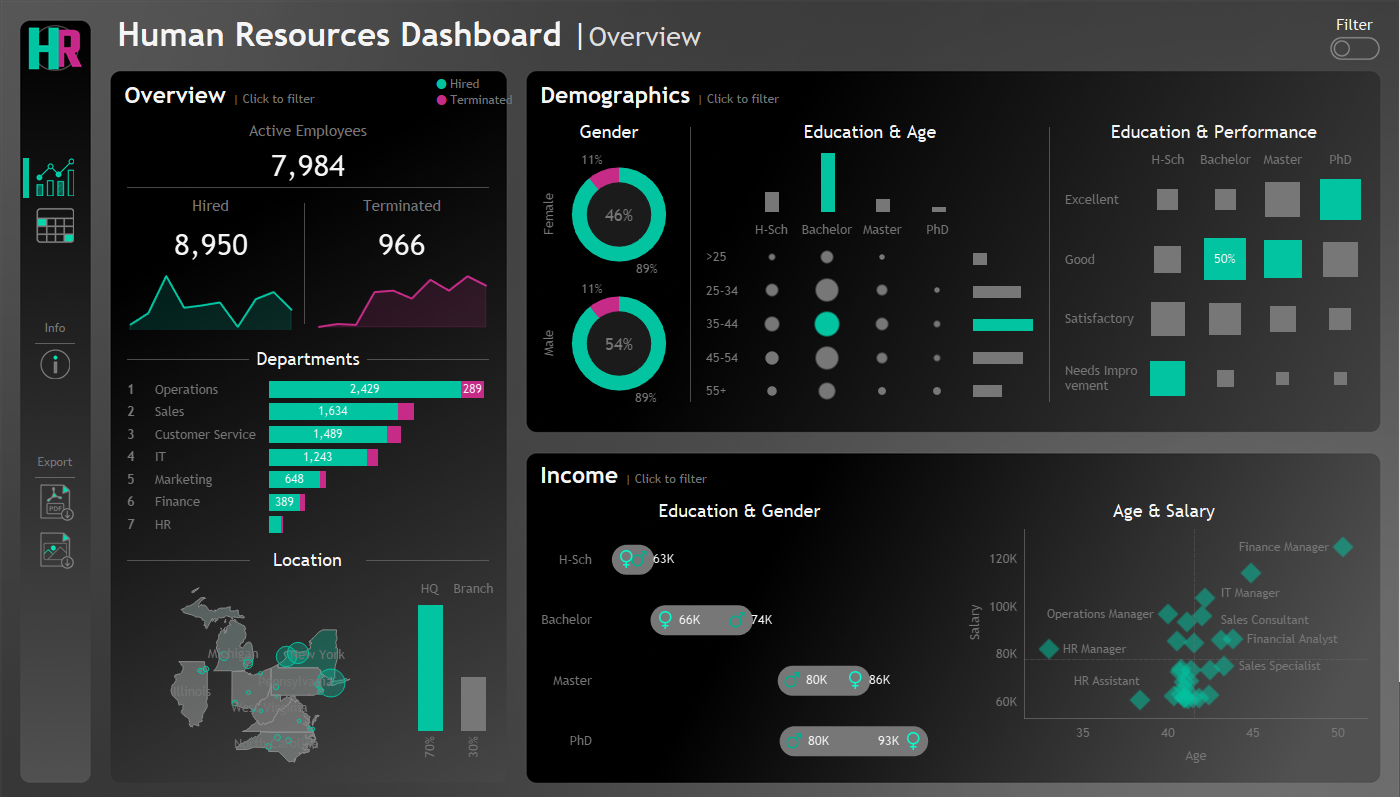 HR
Human Resources Dashboard | Overview
Filter
Overview | Click to filter
Hired
Terminated
Active Employees
7,984
Hired
Terminated
8,950
966
Info
Export
PDF
Departments
1 Operations 2,429 289
2 Sales 1,634
3 Customer Service 1,489
4 IT 1,243
5 Marketing 648
6 Finance 389
7 HR
Location
HQ Branch
Michigan
New York
Illinois
Pennsylvania
West Virginia
North Carolina
70% 30%
Demographics | Click to filter
Gender
11%
Female
46%
89%
11%
Male
54%
89%
Education & Age
H-Sch Bachelor Master PhD
>25
25-34
35-44
45-54
55+
Education & Performance
H-Sch Bachelor Master PhD
Excellent
Good 50%
Satisfactory
Needs Impro
vement
Income | Click to filter
Education & Gender
H-Sch 63K
Bachelor 66K 74K
Master 80K 86K
PhD 80K 93K
Age & Salary
Salary
120K
100K
80K
60K
Finance Manager
IT Manager
Operations Manager
Sales Consultant
Financial Analyst
HR Manager
Sales Specialist
HR Assistant
35 40 45 50
Age